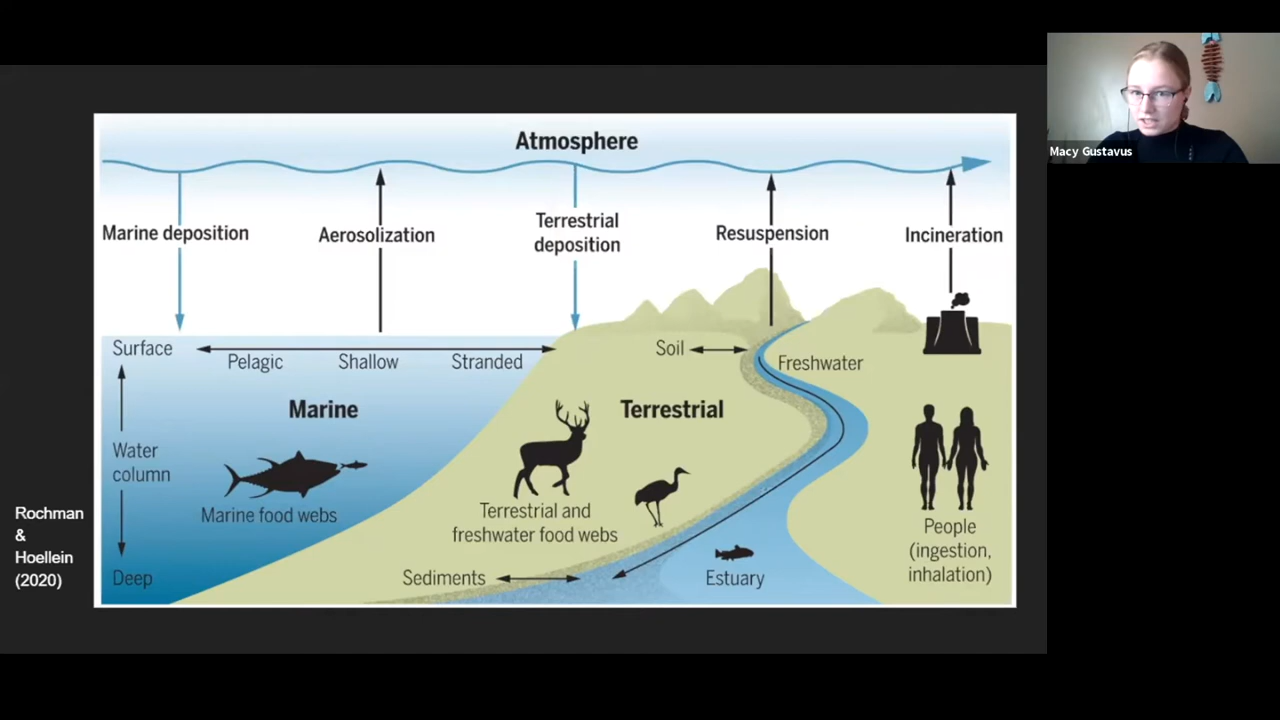 Atmosphere
Marine deposition
Aerosolization
Terrestrial
deposition
Resuspension
Incineration
Surface
Pelagic
Shallow
Stranded
Soil
Freshwater
Marine
Terrestrial
Water
column
Marine food webs
Terrestrial and
freshwater food webs
People
(ingestion,
inhalation)
Deep
Sediments
Estuary
Rochman
&
Hoellein
(2020)
Macy Gustavus